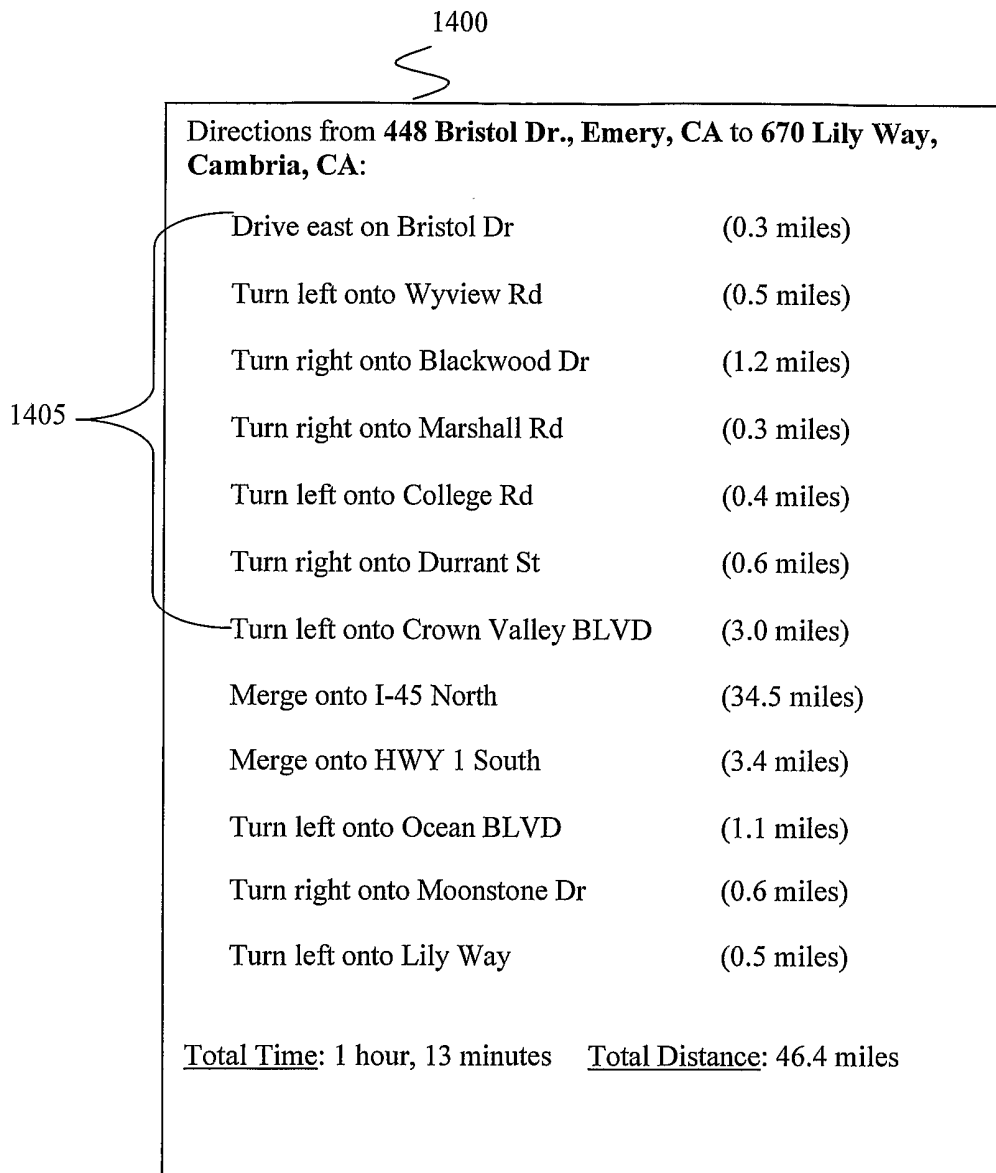 1400
Directions from 448 Bristol Dr., Emery, CA to 670 Lily Way,
Cambria, CA:
Drive east on Bristol Dr (0.3 miles)
Turn left onto Wyview Rd (0.5 miles)
Turn right onto Blackwood Dr (1.2 miles)
1405
Turn right onto Marshall Rd (0.3 miles)
Turn left onto College Rd (0.4 miles)
Turn right onto Durrant St (0.6 miles)
Turn left onto Crown Valley BLVD (3.0 miles)
Merge onto I-45 North (34.5 miles)
Merge onto HWY 1 South (3.4 miles)
Turn left onto Ocean BLVD (1.1 miles)
Turn right onto Moonstone Dr (0.6 miles)
Turn left onto Lily Way (0.5 miles)
Total Time: 1 hour, 13 minutes Total Distance: 46.4 miles